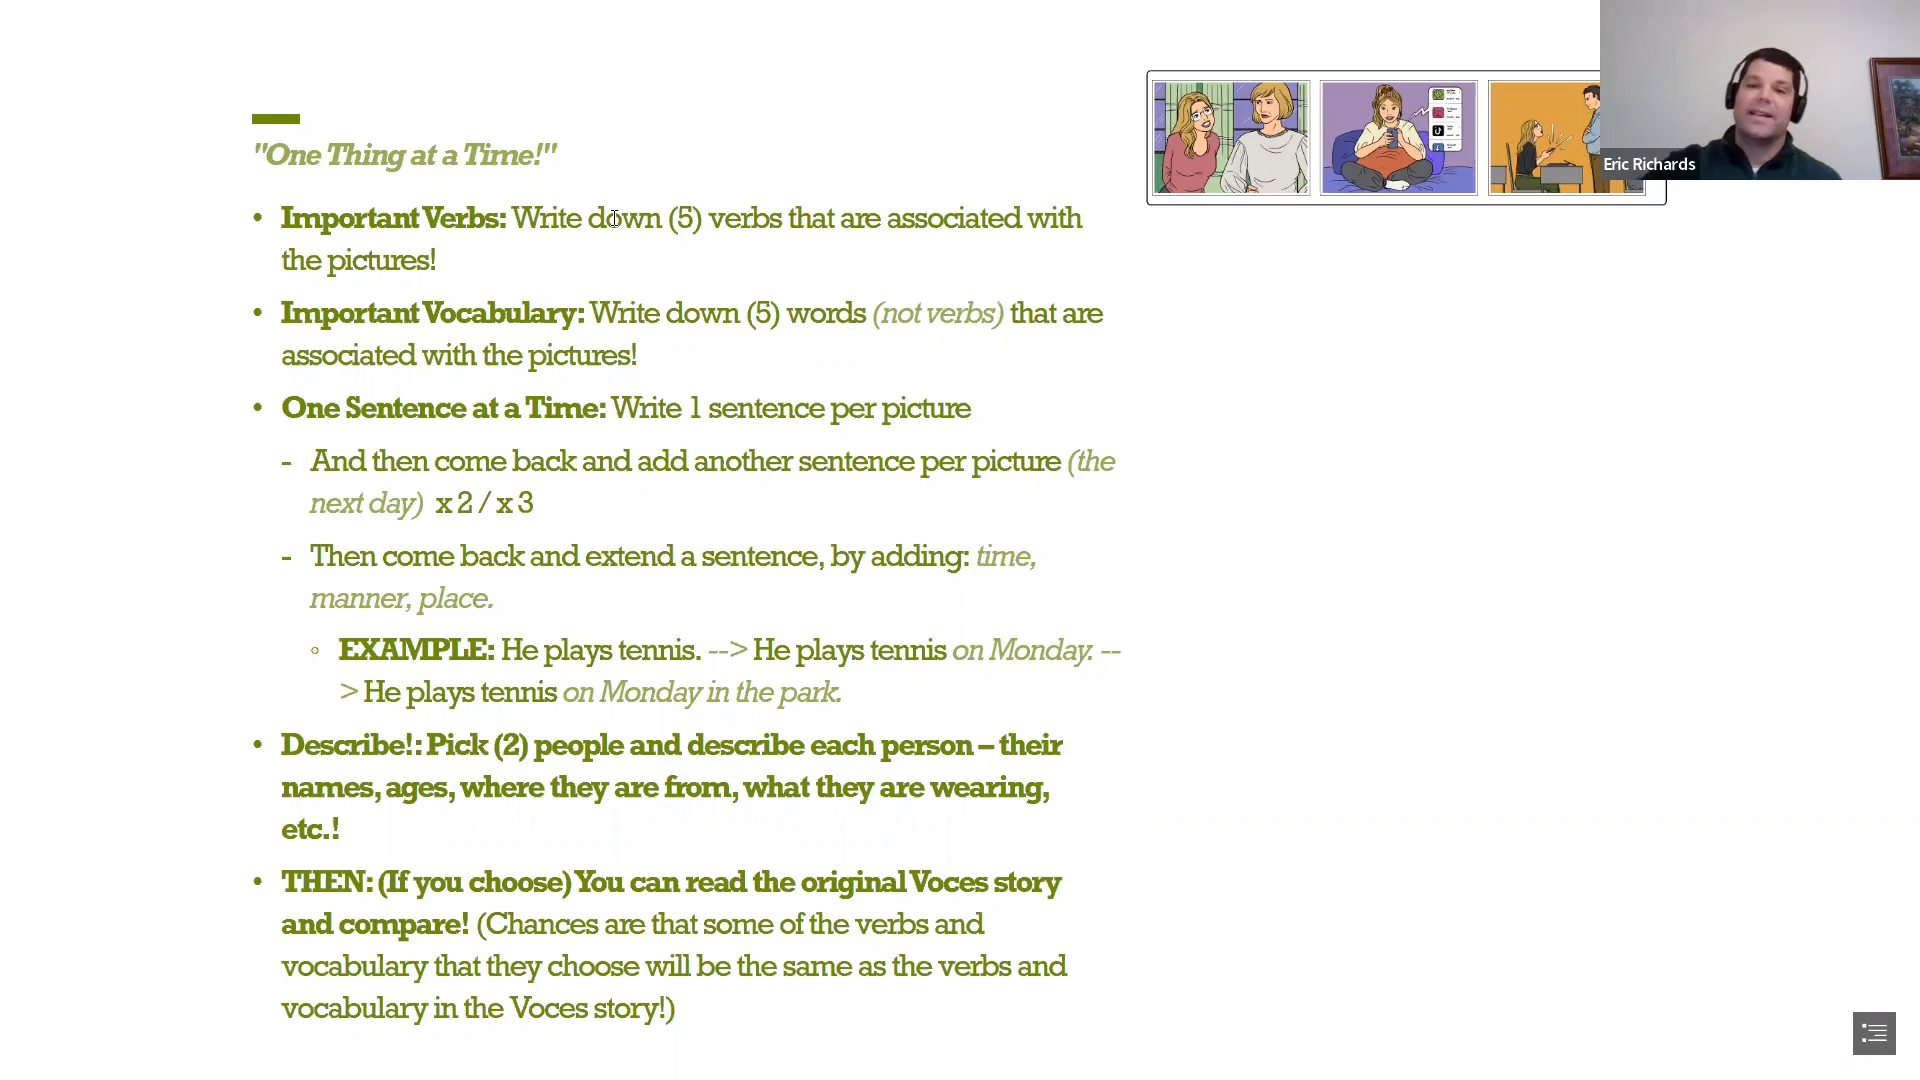 "One Thing at a Time!"
• Important Verbs: Write down (5) verbs that are associated with
the pictures!
• Important Vocabulary: Write down (5) words (not verbs) that are
associated with the pictures!
• One Sentence at a Time: Write 1 sentence per picture
- And then come back and add another sentence per picture (the
next day) x 2 / x 3
- Then come back and extend a sentence, by adding: time,
manner, place.
◦ EXAMPLE: He plays tennis. --> He plays tennis on Monday. --
> He plays tennis on Monday in the park.
• Describe!: Pick (2) people and describe each person – their
names, ages, where they are from, what they are wearing,
etc.!
• THEN: (If you choose) You can read the original Voces story
and compare! (Chances are that some of the verbs and
vocabulary that they choose will be the same as the verbs and
vocabulary in the Voces story!)
Eric Richards